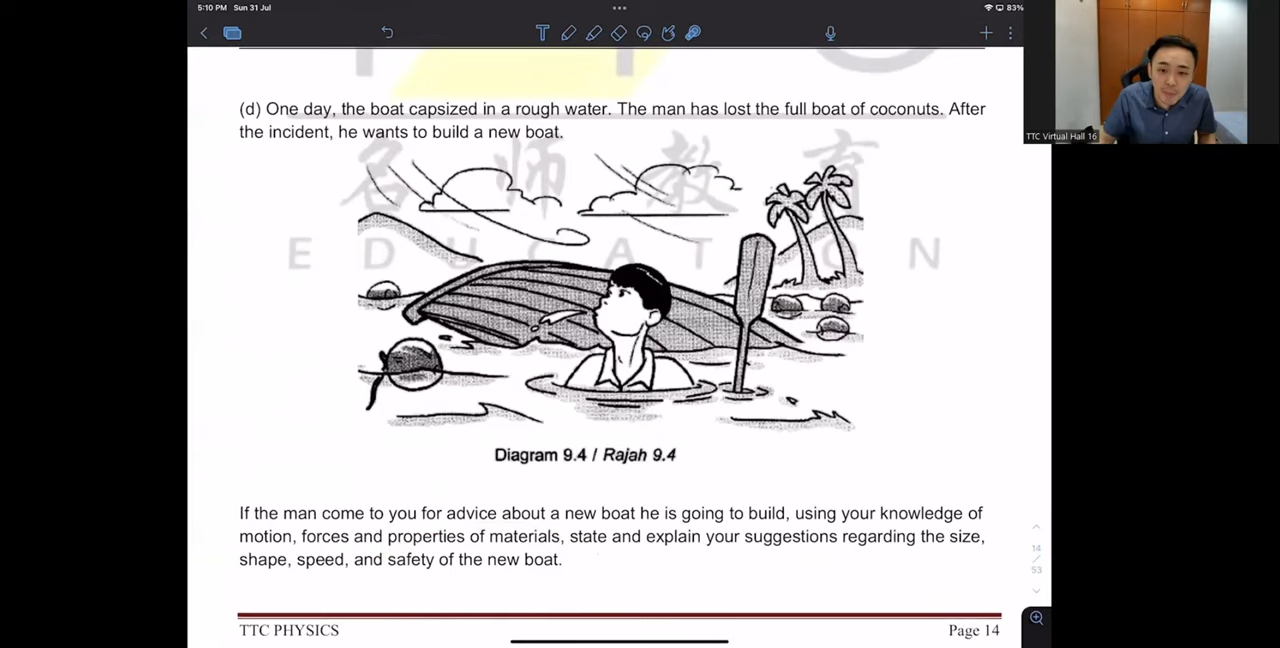 5:10 PM Sun 31 Jul
83%
(d) One day, the boat capsized in a rough water. The man has lost the full boat of coconuts. After
the incident, he wants to build a new boat.
TTC Virtual Hall 16
名师教育
EDUCATION
Diagram 9.4 / Rajah 9.4
If the man come to you for advice about a new boat he is going to build, using your knowledge of
motion, forces and properties of materials, state and explain your suggestions regarding the size,
shape, speed, and safety of the new boat.
14
/
53
TTC PHYSICS
Page 14